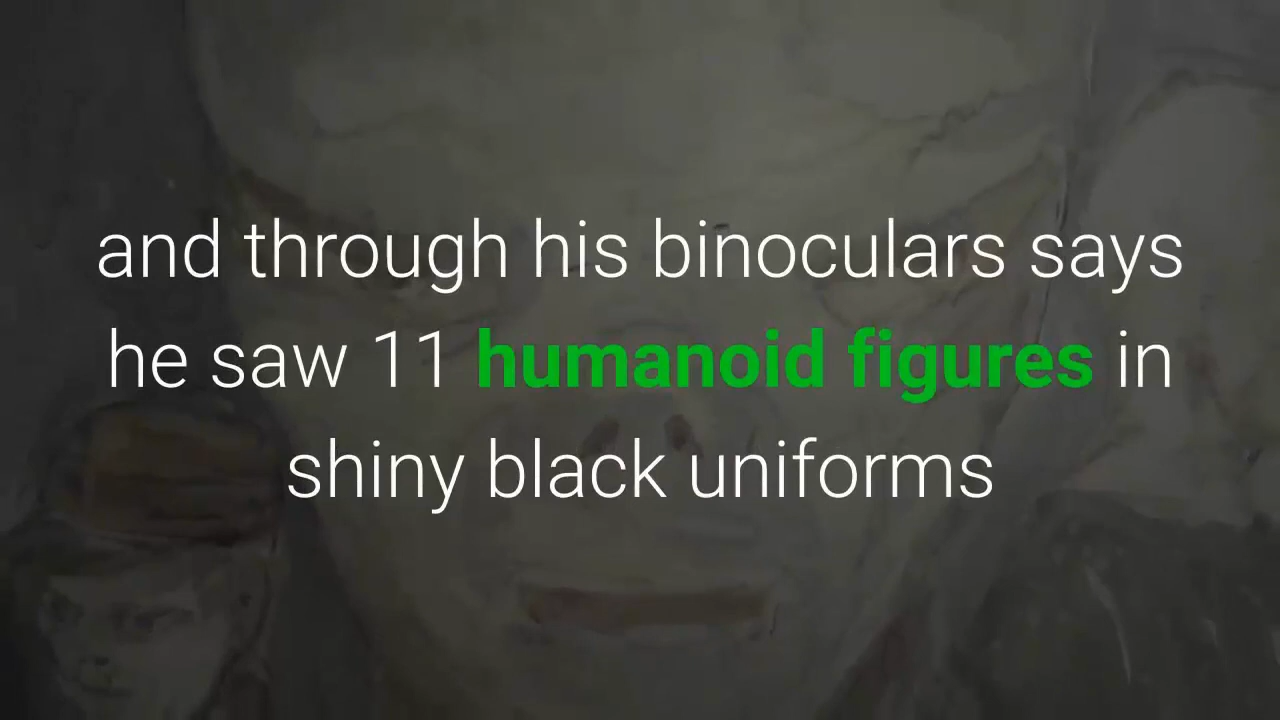 and through his binoculars says
he saw 11 humanoid figures in
shiny black uniforms